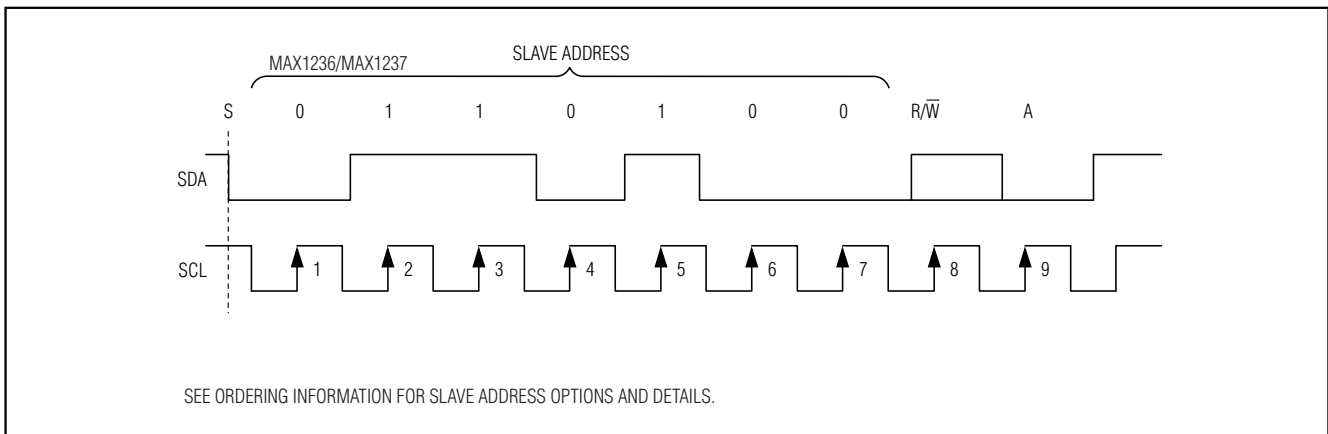 SLAVE ADDRESS
MAX1236/MAX1237
S 0 1 1 0 1 0 0 R/W̅ A
SDA
SCL 1 2 3 4 5 6 7 8 9
SEE ORDERING INFORMATION FOR SLAVE ADDRESS OPTIONS AND DETAILS.